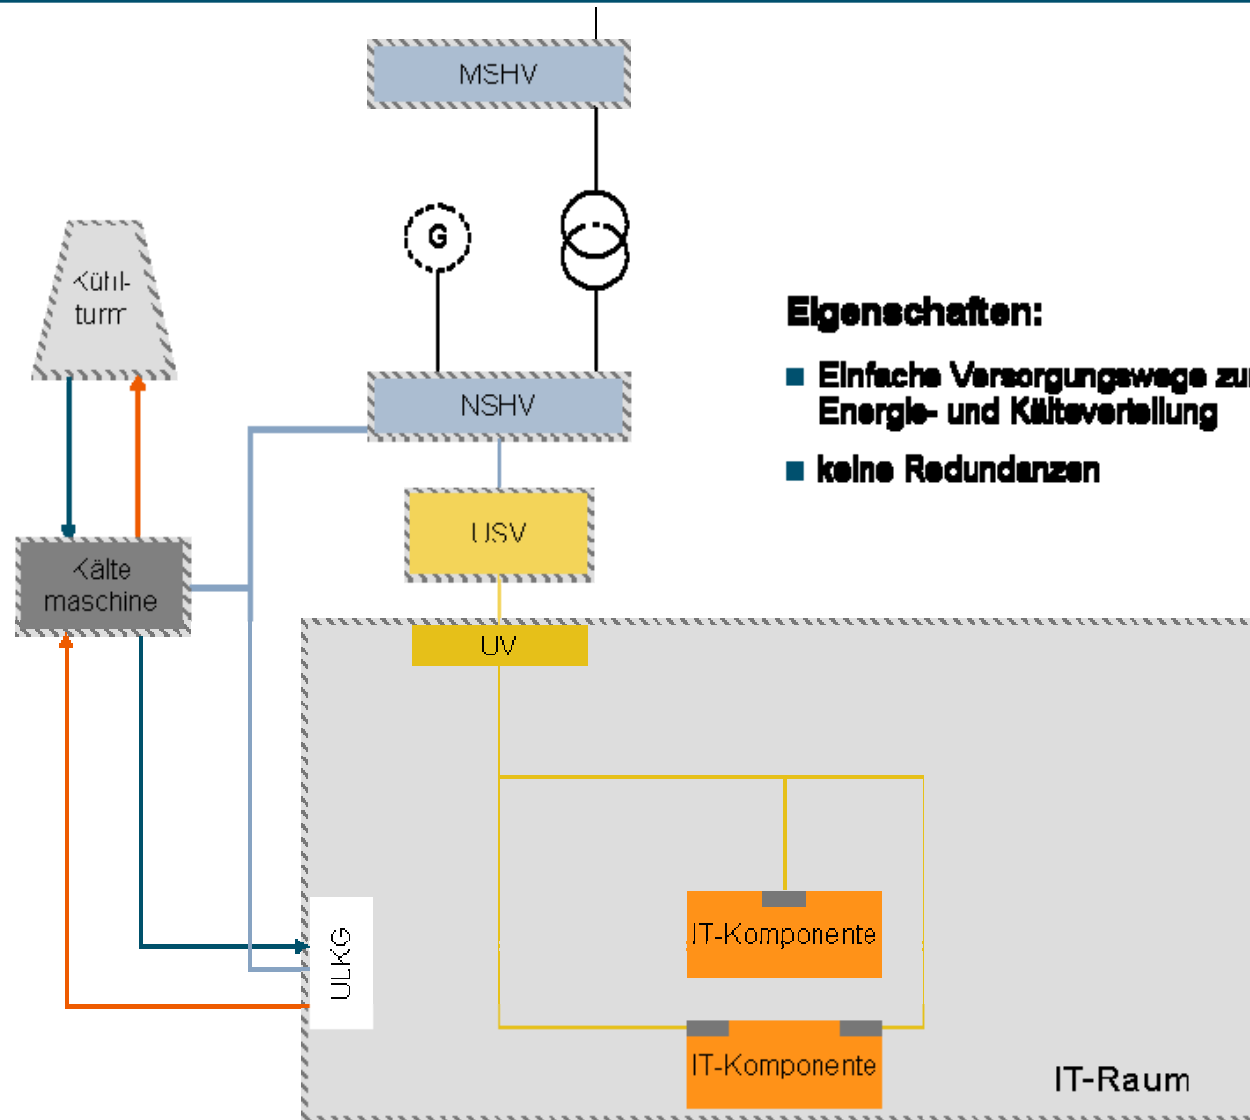 MSHV
G
Kühl-
turm
Eigenschaften:
Einfache Versorgungswege zur
Energie- und Kälteverteilung
keine Redundanzen
NSHV
USV
Kälte
maschine
UV
ULKG
IT-Komponente
IT-Komponente
IT-Raum